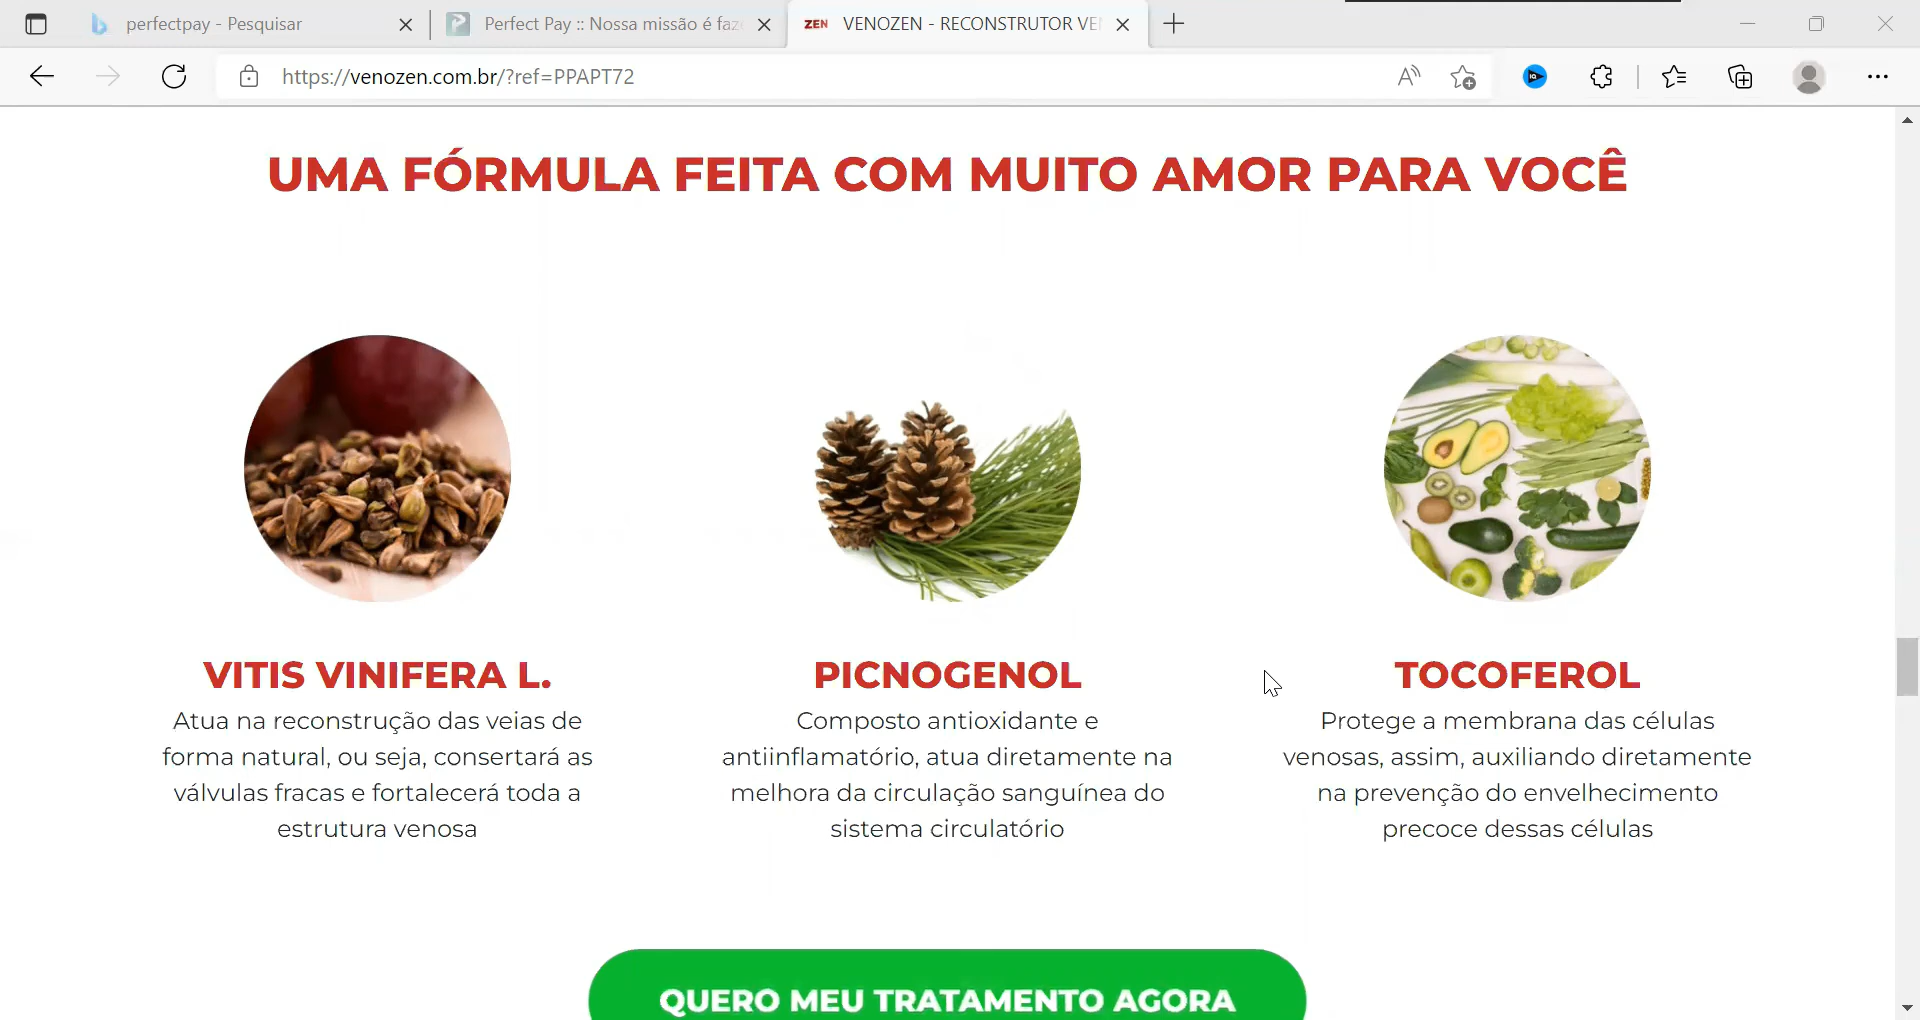 perfectpay - Pesquisar
Perfect Pay :: Nossa missão é faz
ZEN VENOZEN - RECONSTRUTOR VE
https://venozen.com.br/?ref=PPAPT72
UMA FÓRMULA FEITA COM MUITO AMOR PARA VOCÊ
VITIS VINIFERA L.
Atua na reconstrução das veias de
forma natural, ou seja, consertará as
válvulas fracas e fortalecerá toda a
estrutura venosa
PICNOGENOL
Composto antioxidante e
antiinflamatório, atua diretamente na
melhora da circulação sanguínea do
sistema circulatório
TOCOFEROL
Protege a membrana das células
venosas, assim, auxiliando diretamente
na prevenção do envelhecimento
precoce dessas células
QUERO MEU TRATAMENTO AGORA